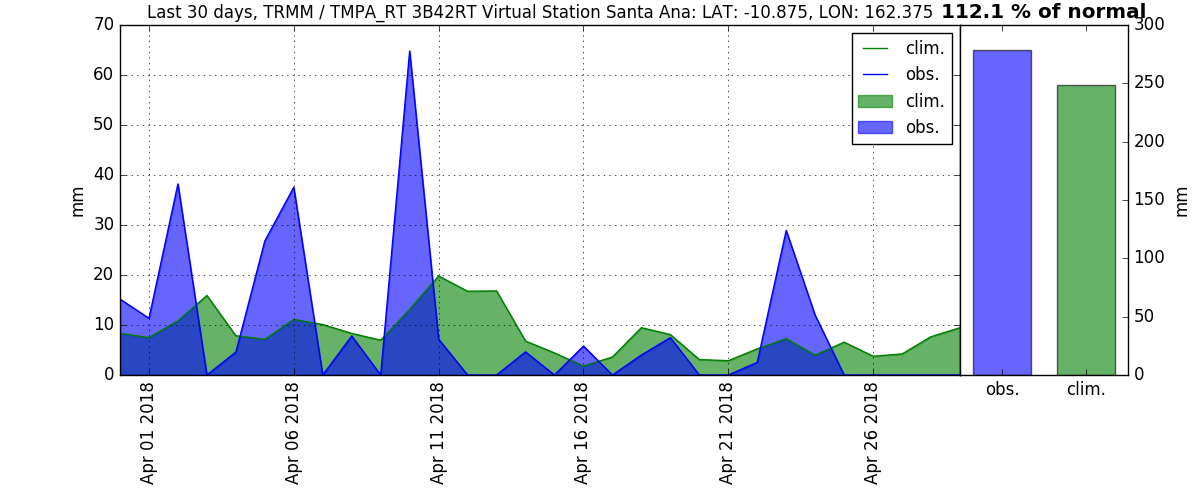 Last 30 days, TRMM / TMPA_RT 3B42RT Virtual Station Santa Ana: LAT: -10.875, LON: 162.375 112.1 % of normal
70
60
50
40
30
20
10
0
mm
clim.
obs.
clim.
obs.
Apr 01 2018
Apr 06 2018
Apr 11 2018
Apr 16 2018
Apr 21 2018
Apr 26 2018
300
250
200
150
100
50
0
mm
obs.
clim.